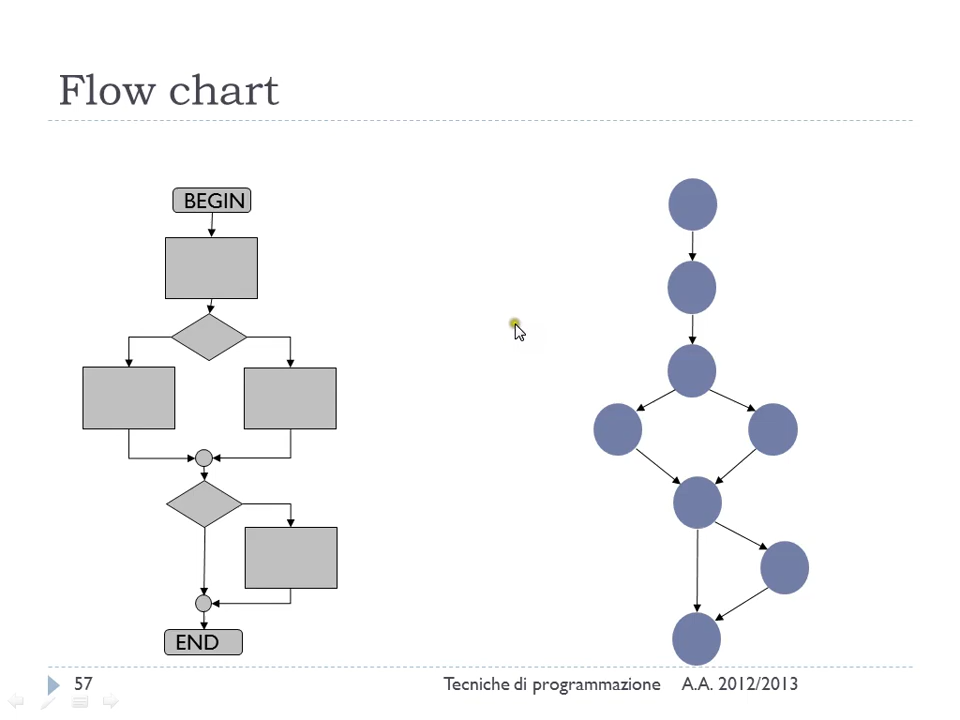 Flow chart
BEGIN
END
57
Tecniche di programmazione A.A. 2012/2013